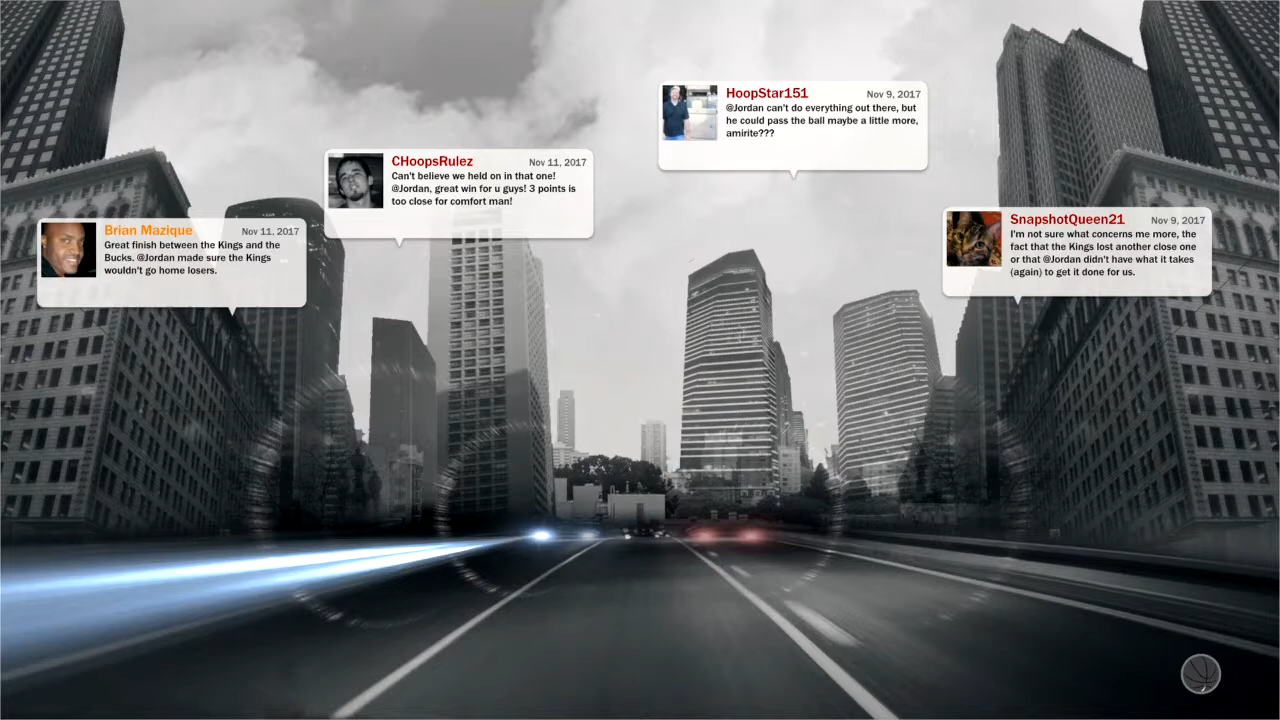 Brian Mazique
Nov 11, 2017
Great finish between the Kings and the
Bucks. @Jordan made sure the Kings
wouldn't go home losers.
CHoopsRulez
Nov 11, 2017
Can't believe we held on in that one!
@Jordan, great win for u guys! 3 points is
too close for comfort man!
HoopStar151
Nov 9, 2017
@Jordan can't do everything out there, but
he could pass the ball maybe a little more,
amirite???
SnapshotQueen21
Nov 9, 2017
I'm not sure what concerns me more, the
fact that the Kings lost another close one
or that @Jordan didn't have what it takes
(again) to get it done for us.